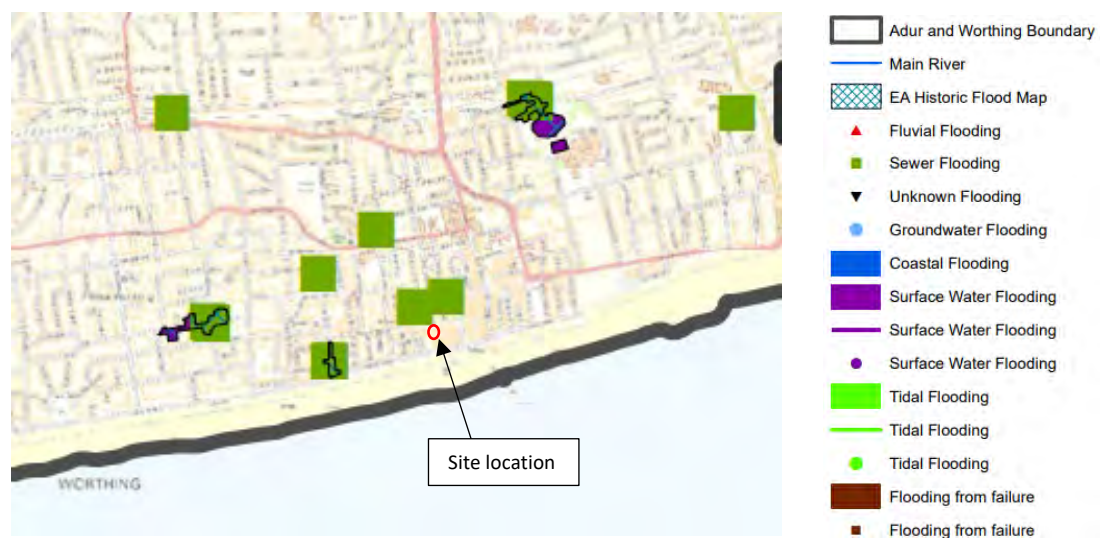 Adur and Worthing Boundary
Main River
EA Historic Flood Map
Fluvial Flooding
Sewer Flooding
Unknown Flooding
Groundwater Flooding
Coastal Flooding
Surface Water Flooding
Surface Water Flooding
Surface Water Flooding
Tidal Flooding
Tidal Flooding
Tidal Flooding
Flooding from failure
Flooding from failure
Site location
WORTHING